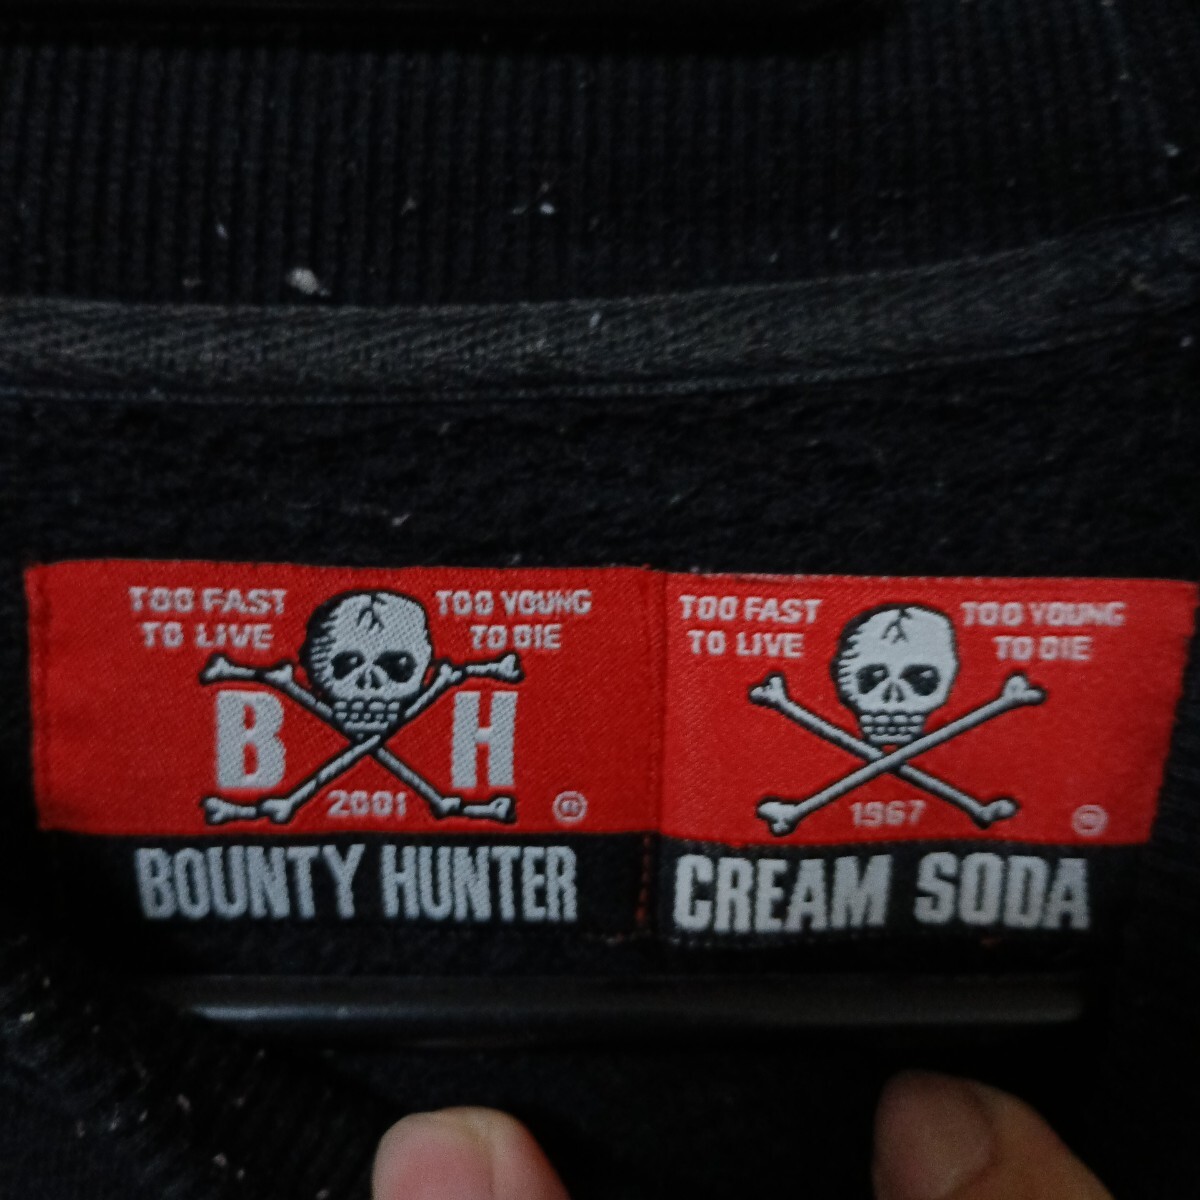 TOO FAST
TO LIVE
TOO YOUNG
TO DIE
B H
2001
®
BOUNTY HUNTER
TOO FAST
TO LIVE
TOO YOUNG
TO DIE
1967
®
CREAM SODA